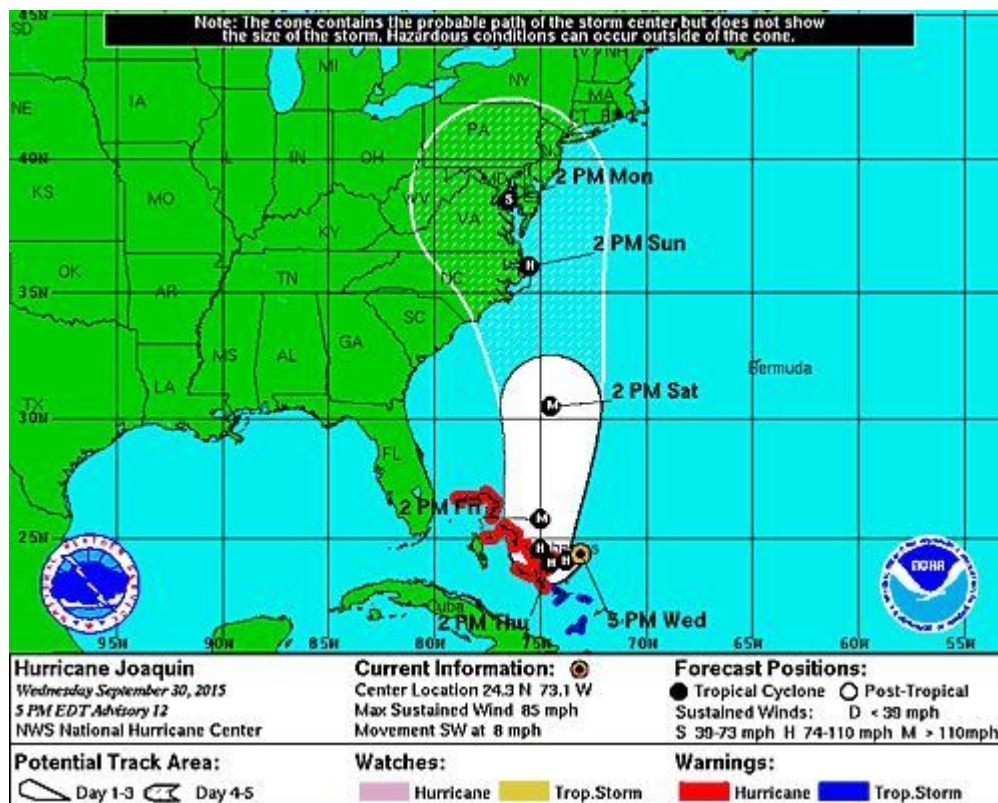 Note: The cone contains the probable path of the storm center but does not show
the size of the storm. Hazardous conditions can occur outside of the cone.
45N
SD
MI
NY
VT
NH
MA
CT
NE
IA
PA
40N
IL
IN
OH
NJ
MD
DE
2 PM Mon
KS
MO
WV
VA
S
KY
2 PM Sun
H
OK
TN
NC
35N
AR
SC
MS
AL
GA
Bermuda
LA
TX
2 PM Sat
M
30N
FL
2 PM Fri
M
25N
H
H
H
Cuba
2 PM Thu
5 PM Wed
NOAA
95W
90W
85W
80W
75W
70W
65W
60W
55W
Hurricane Joaquin
Wednesday September 30, 2015
5 PM EDT Advisory 12
NWS National Hurricane Center
Current Information:
Center Location 24.3 N 73.1 W
Max Sustained Wind 85 mph
Movement SW at 8 mph
Forecast Positions:
Tropical Cyclone Post-Tropical
Sustained Winds: D < 39 mph
S 39-73 mph H 74-110 mph M > 110mph
Potential Track Area:
Day 1-3 Day 4-5
Watches:
Hurricane Trop.Storm
Warnings:
Hurricane Trop.Storm